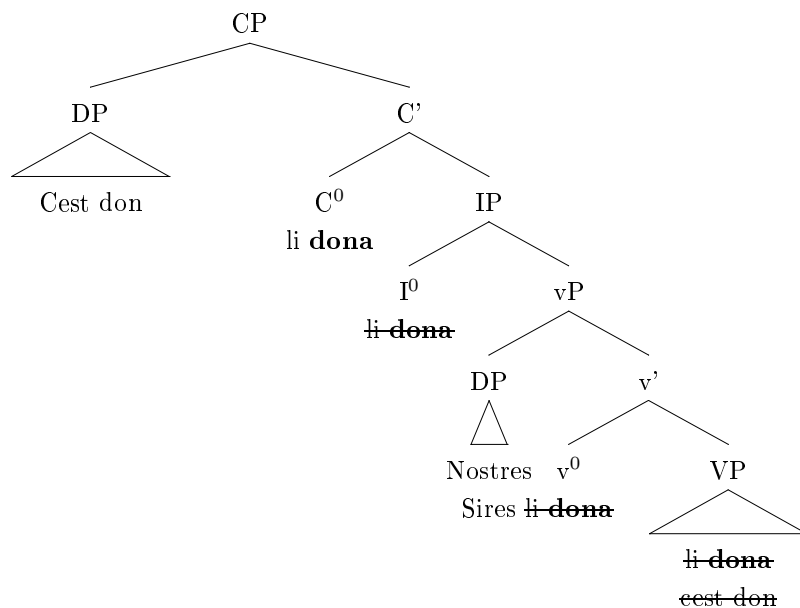 CP
DP C'
Cest don C⁰ IP
li dona I⁰ vP
li dona DP v'
Nostres v⁰ VP
Sires li dona
li dona
cest don